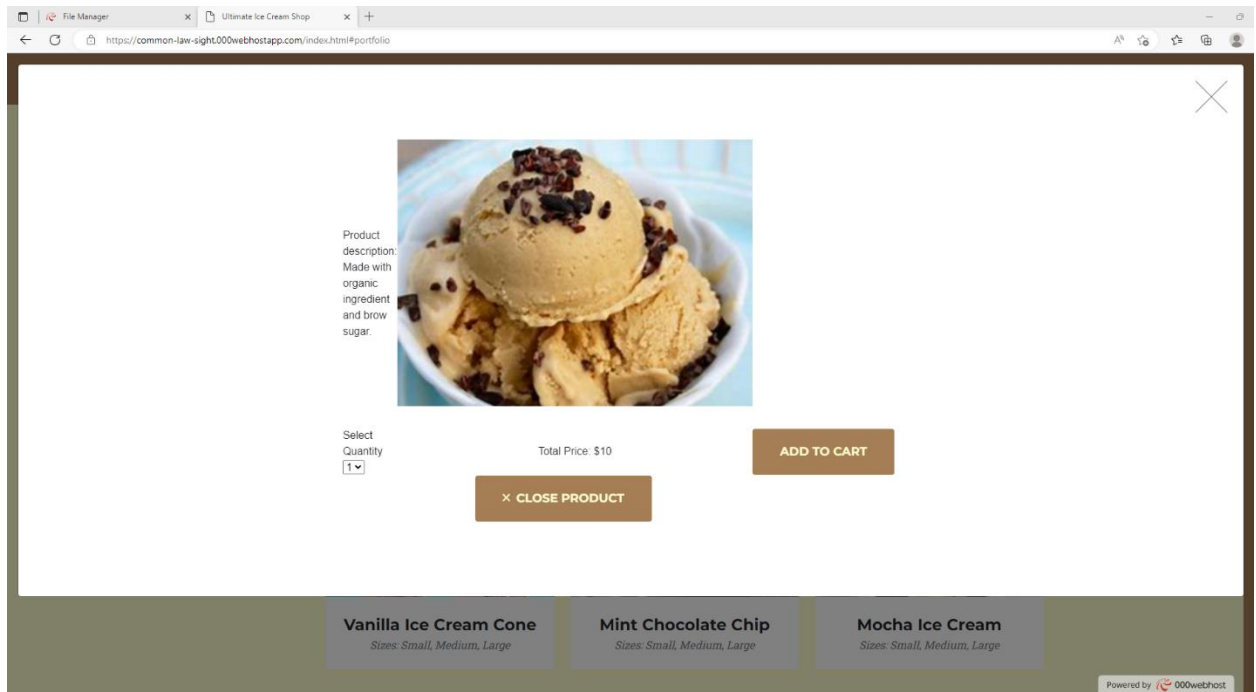 File Manager
Ultimate Ice Cream Shop
https://common-law-sight.000webhostapp.com/index.html#portfolio
Product
description:
Made with
organic
ingredient
and brow
sugar.
Select
Quantity
1
Total Price: $10
ADD TO CART
× CLOSE PRODUCT
Vanilla Ice Cream Cone
Sizes: Small, Medium, Large
Mint Chocolate Chip
Sizes: Small, Medium, Large
Mocha Ice Cream
Sizes: Small, Medium, Large
Powered by 000webhost